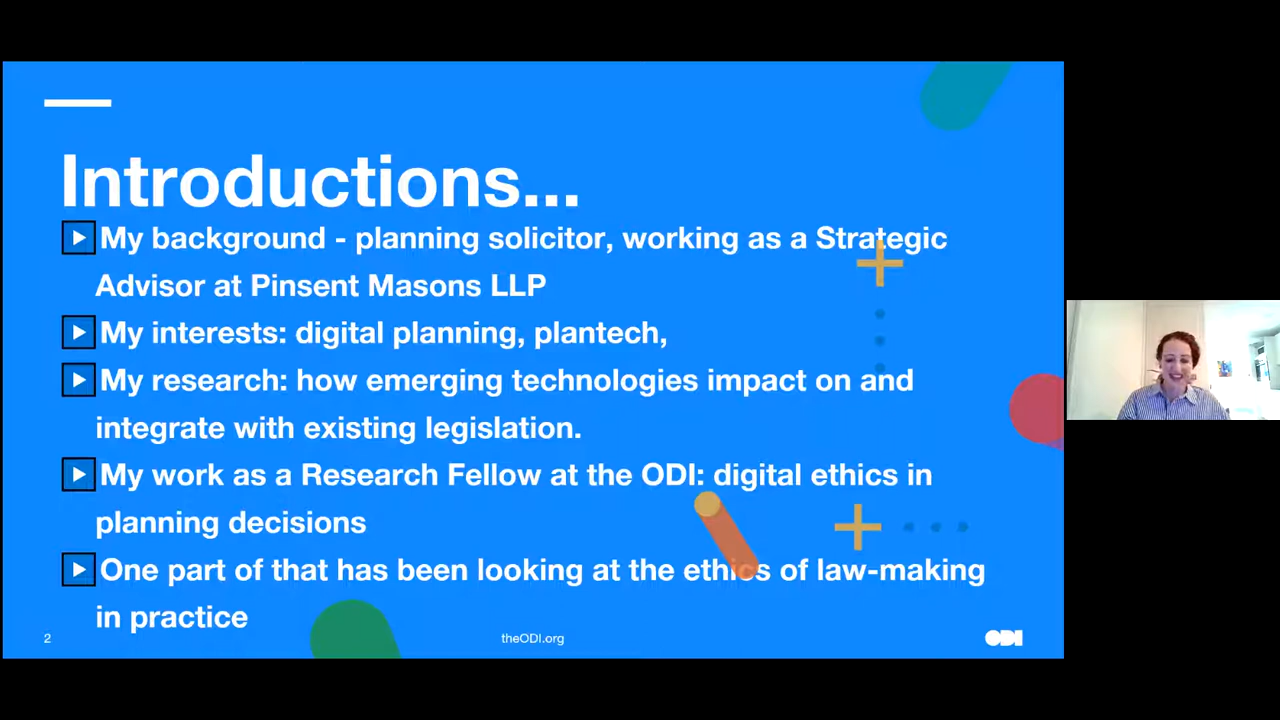 Introductions...
My background - planning solicitor, working as a Strategic
Advisor at Pinsent Masons LLP
My interests: digital planning, plantech,
My research: how emerging technologies impact on and
integrate with existing legislation.
My work as a Research Fellow at the ODI: digital ethics in
planning decisions
One part of that has been looking at the ethics of law-making
in practice
2
theODI.org
ODI